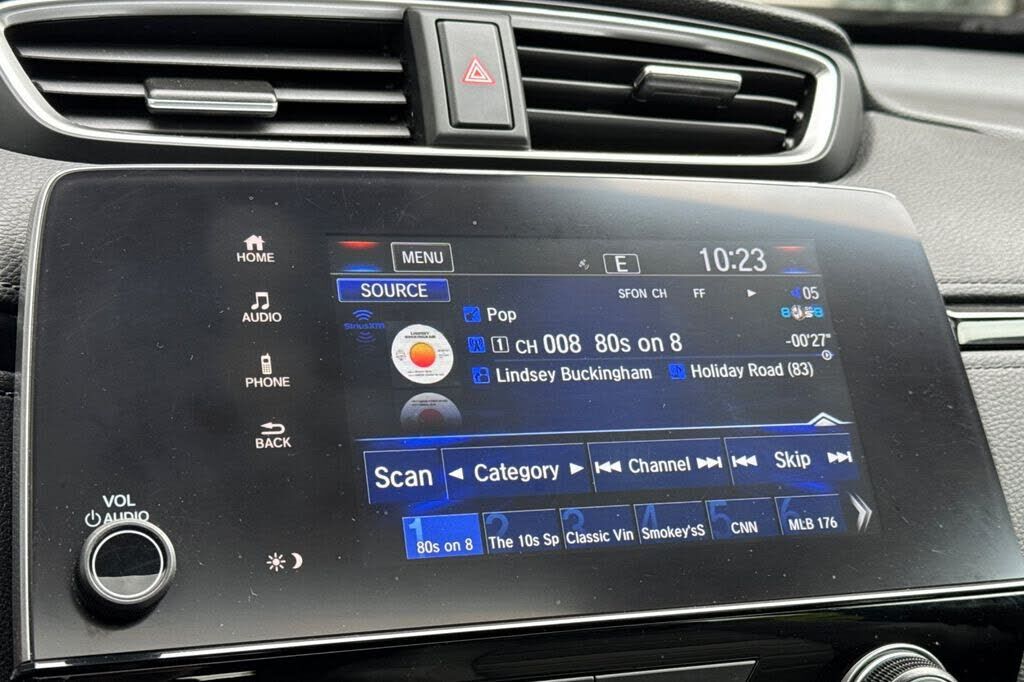 HOME
AUDIO
PHONE
BACK
VOL
AUDIO
MENU
E
10:23
SOURCE
SFON CH FF
05
SiriusXM
Pop
1 CH 008 80s on 8
-00'27"
Lindsey Buckingham Holiday Road (83)
Scan Category Channel Skip
1 80s on 8
2 The 10s Sp
3 Classic Vin
4 Smokey'sS
5 CNN
6 MLB 176